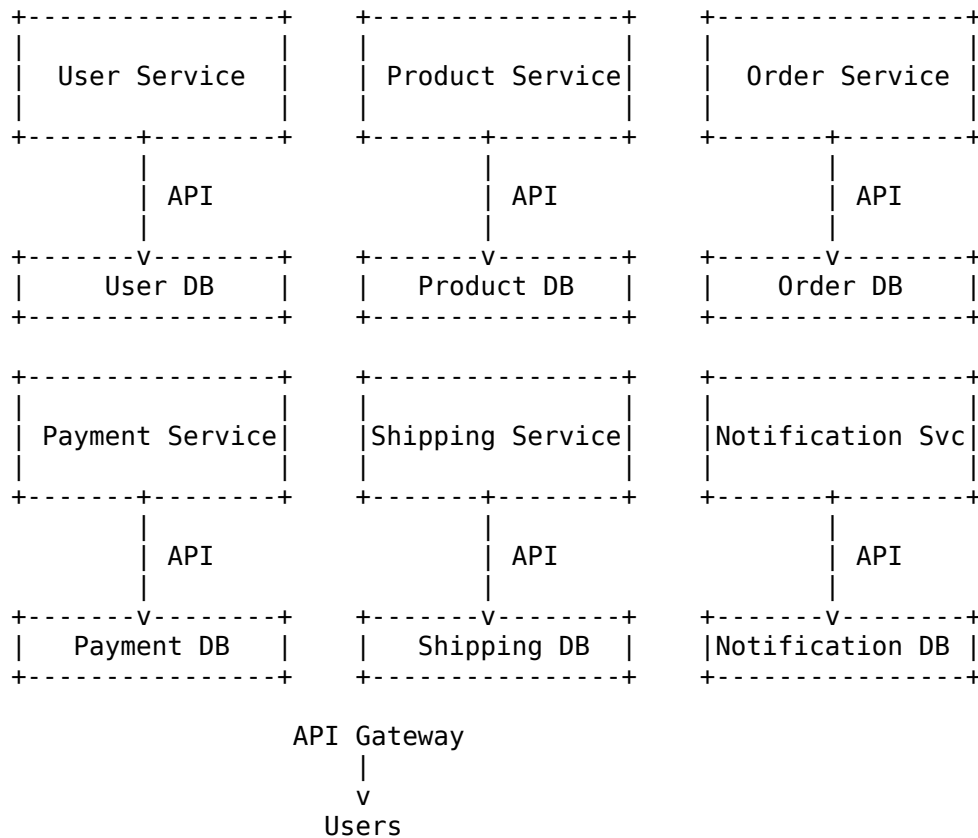 User Service Product Service Order Service
API API API
User DB Product DB Order DB
Payment Service Shipping Service Notification Svc
API API API
Payment DB Shipping DB Notification DB
API Gateway
Users